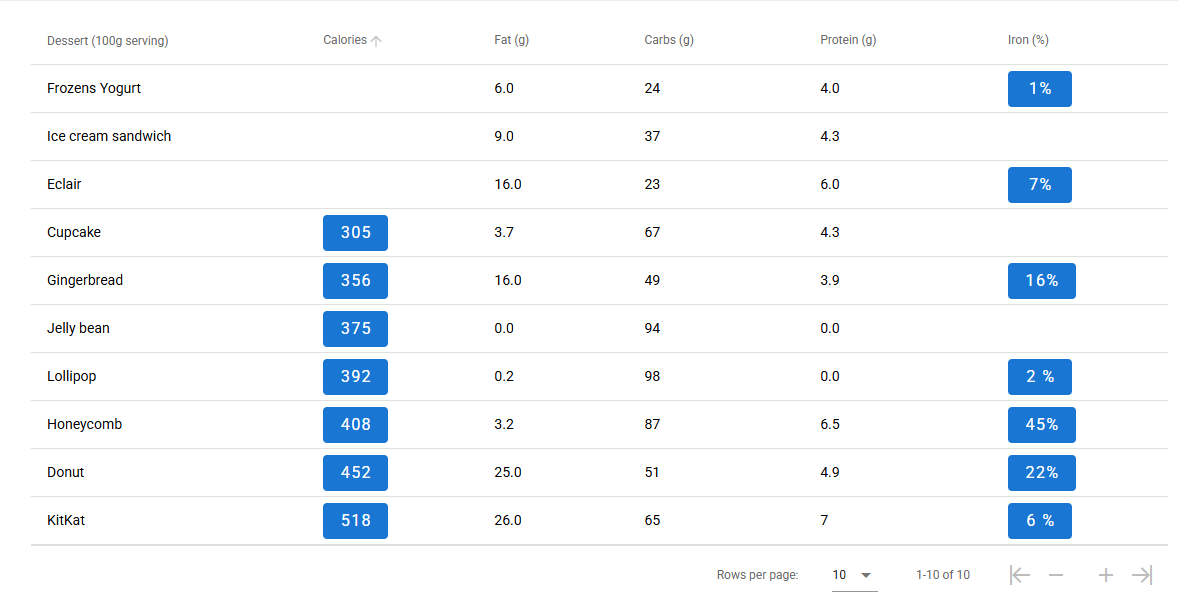 Dessert (100g serving) Calories Fat (g) Carbs (g) Protein (g) Iron (%)
Frozens Yogurt 6.0 24 4.0 1%
Ice cream sandwich 9.0 37 4.3
Eclair 16.0 23 6.0 7%
Cupcake 305 3.7 67 4.3
Gingerbread 356 16.0 49 3.9 16%
Jelly bean 375 0.0 94 0.0
Lollipop 392 0.2 98 0.0 2 %
Honeycomb 408 3.2 87 6.5 45%
Donut 452 25.0 51 4.9 22%
KitKat 518 26.0 65 7 6 %
Rows per page: 10 1-10 of 10